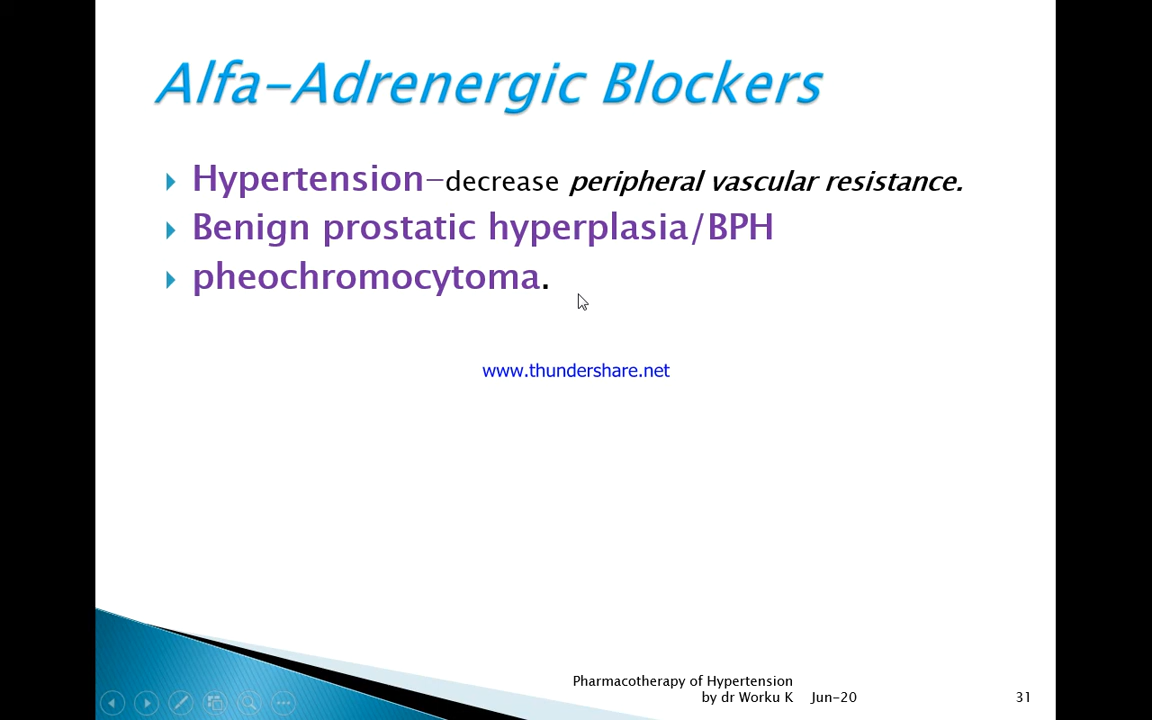 Alfa-Adrenergic Blockers
Hypertension-decrease peripheral vascular resistance.
Benign prostatic hyperplasia/BPH
pheochromocytoma.
www.thundershare.net
Pharmacotherapy of Hypertension
by dr Worku K Jun-20 31